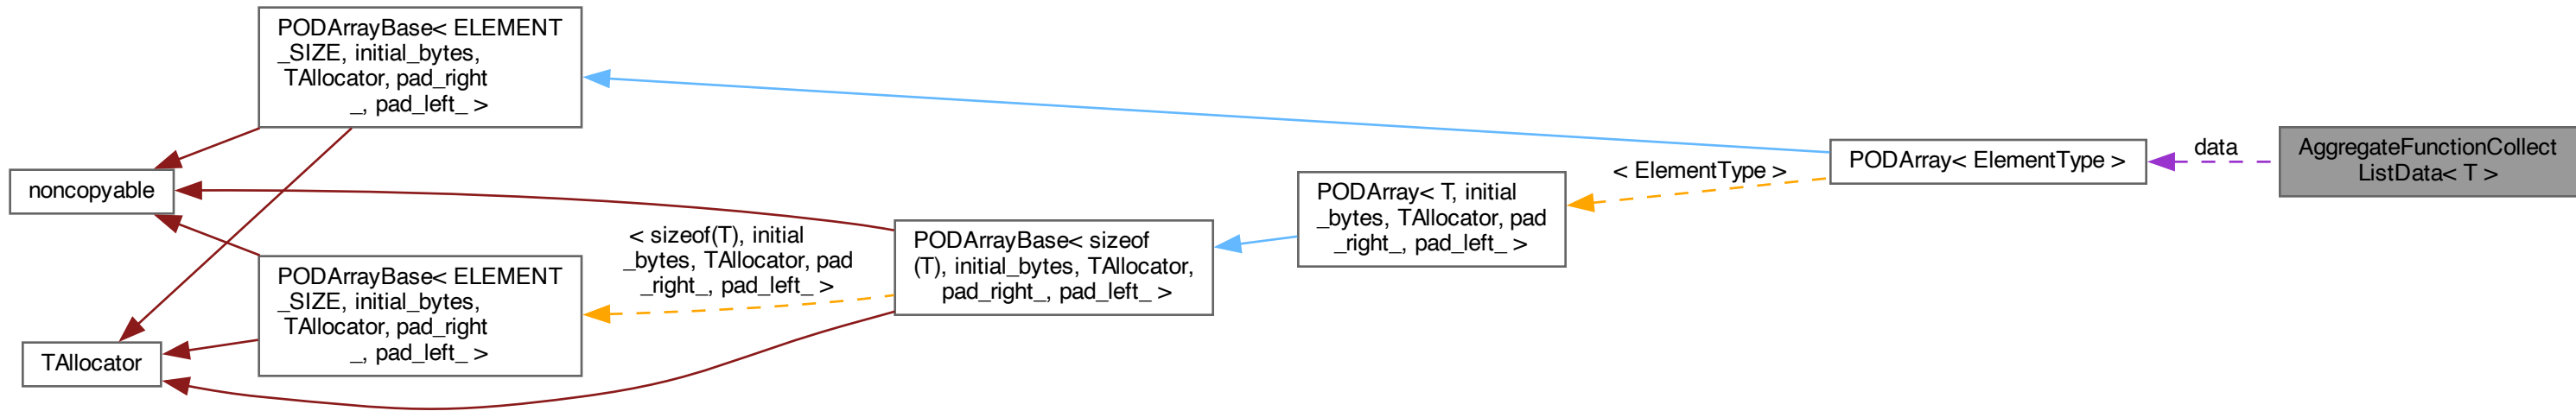 PODArrayBase< ELEMENT
_SIZE, initial_bytes,
TAllocator, pad_right
_, pad_left_ >
noncopyable
PODArrayBase< ELEMENT
_SIZE, initial_bytes,
TAllocator, pad_right
_, pad_left_ >
TAllocator
< sizeof(T), initial
_bytes, TAllocator, pad
_right_, pad_left_ >
PODArrayBase< sizeof
(T), initial_bytes, TAllocator,
pad_right_, pad_left_ >
PODArray< T, initial
_bytes, TAllocator, pad
_right_, pad_left_ >
< ElementType >
PODArray< ElementType >
data
AggregateFunctionCollect
ListData< T >